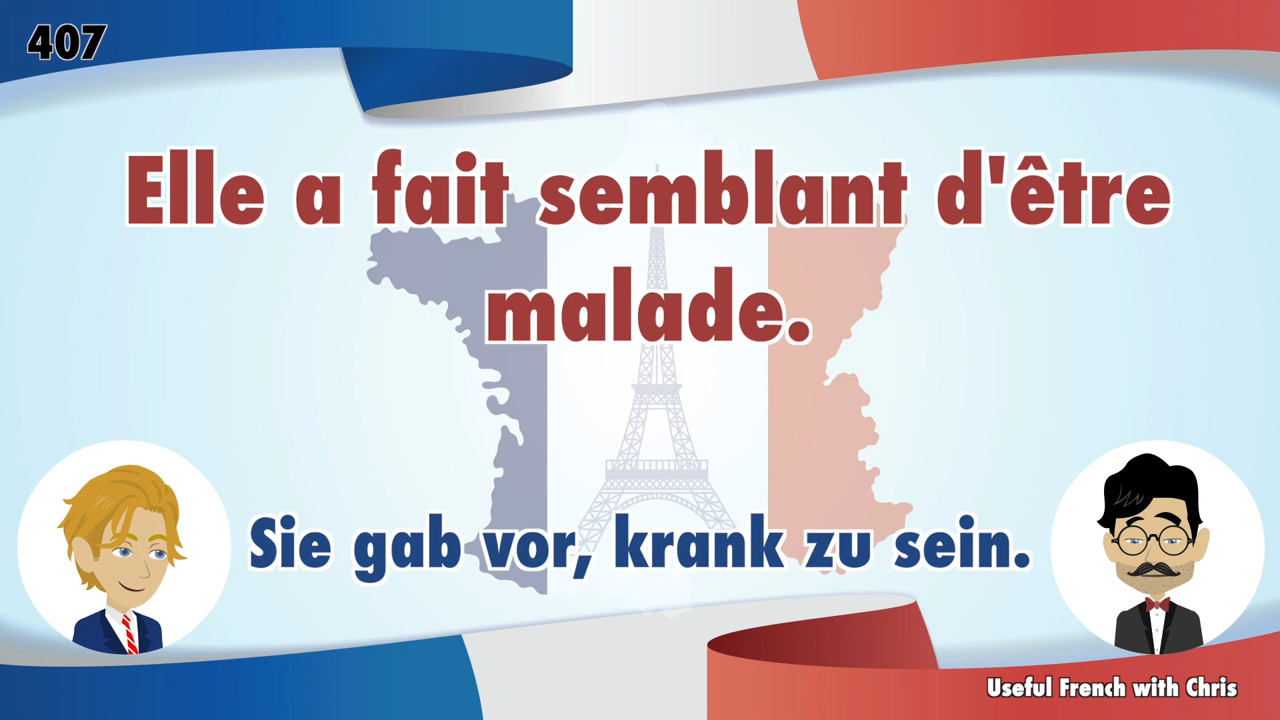 407
Elle a fait semblant d'être
malade.
Sie gab vor, krank zu sein.
Useful French with Chris